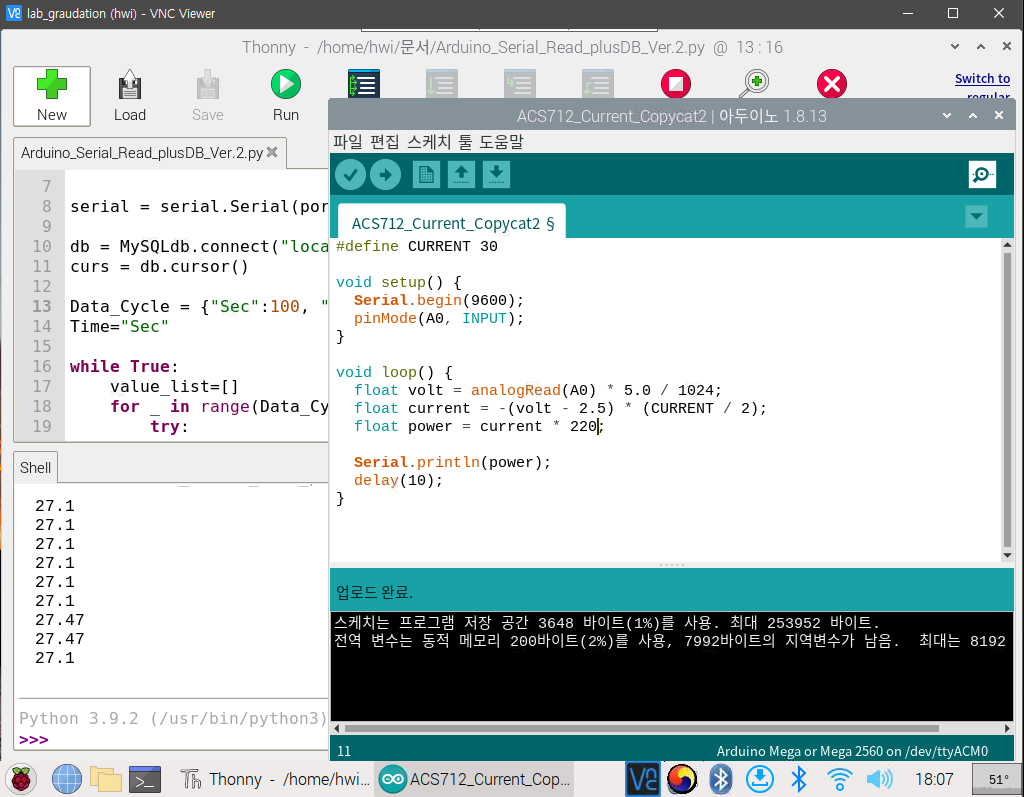 lab_graudation (hwi) - VNC Viewer
Thonny - /home/hwi/문서/Arduino_Serial_Read_plusDB_Ver.2.py @ 13 : 16
New
Load
Save
Run
Switch to
regular
Arduino_Serial_Read_plusDB_Ver.2.py
7
8 serial = serial.Serial(por
9
10 db = MySQLdb.connect("loca
11 curs = db.cursor()
12
13 Data_Cycle = {"Sec":100, "
14 Time="Sec"
15
16 while True:
17 value_list=[]
18 for _ in range(Data_Cy
19 try:
Shell
27.1
27.1
27.1
27.1
27.1
27.1
27.47
27.47
27.1
Python 3.9.2 (/usr/bin/python3)
>>>
ACS712_Current_Copycat2 | 아두이노 1.8.13
파일 편집 스케치 툴 도움말
ACS712_Current_Copycat2 §
#define CURRENT 30
void setup() {
Serial.begin(9600);
pinMode(A0, INPUT);
}
void loop() {
float volt = analogRead(A0) * 5.0 / 1024;
float current = -(volt - 2.5) * (CURRENT / 2);
float power = current * 220;
Serial.println(power);
delay(10);
}
업로드 완료.
스케치는 프로그램 저장 공간 3648 바이트(1%)를 사용. 최대 253952 바이트.
전역 변수는 동적 메모리 200바이트(2%)를 사용, 7992바이트의 지역변수가 남음. 최대는 8192
11
Arduino Mega or Mega 2560 on /dev/ttyACM0
Thonny - /home/hwi...
ACS712_Current_Cop...
18:07
51°